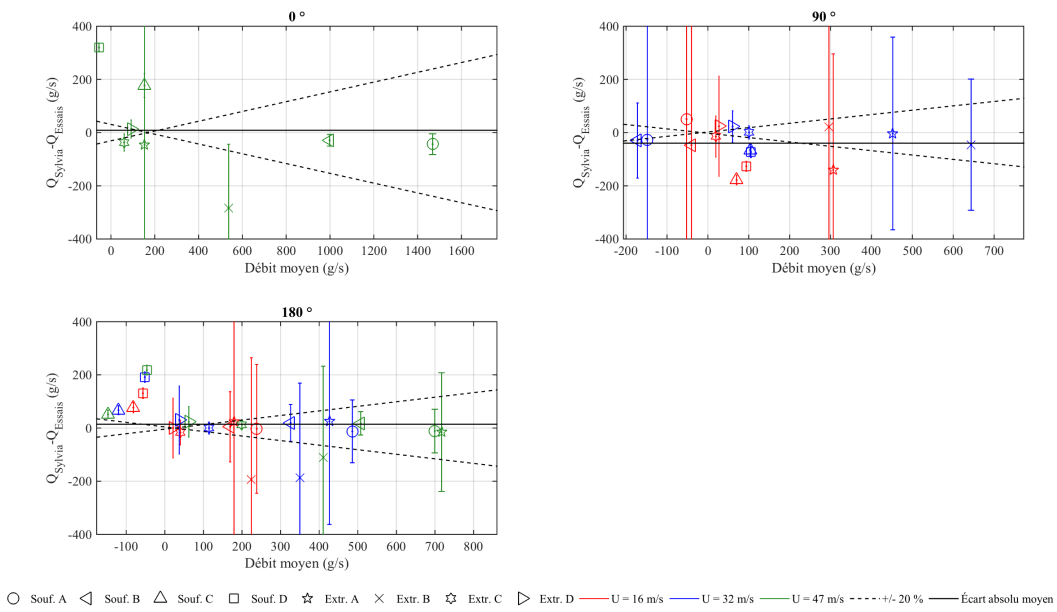 0 °
400
200
0
-200
-400
Q_Sylvia-Q_Essais (g/s)
0 200 400 600 800 1000 1200 1400 1600
Débit moyen (g/s)
90 °
400
200
0
-200
-400
Q_Sylvia-Q_Essais (g/s)
-200 -100 0 100 200 300 400 500 600 700
Débit moyen (g/s)
180 °
400
200
0
-200
-400
Q_Sylvia-Q_Essais (g/s)
-100 0 100 200 300 400 500 600 700 800
Débit moyen (g/s)
Souf. A Souf. B Souf. C Souf. D Extr. A Extr. B Extr. C Extr. D U = 16 m/s U = 32 m/s U = 47 m/s +/- 20 % Écart absolu moyen